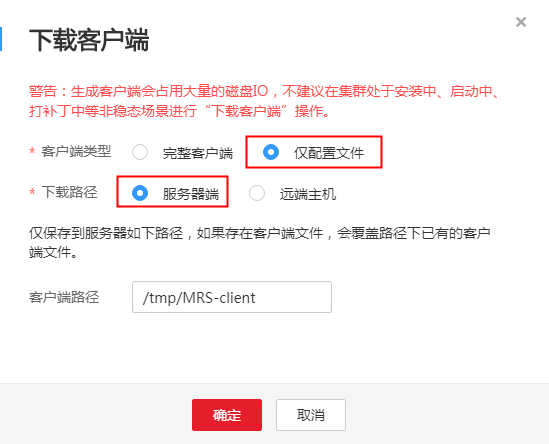 下载客户端
警告：生成客户端会占用大量的磁盘IO，不建议在集群处于安装中、启动中、
打补丁中等非稳态场景进行“下载客户端”操作。
* 客户端类型 完整客户端 仅配置文件
* 下载路径 服务器端 远端主机
仅保存到服务器如下路径，如果存在客户端文件，会覆盖路径下已有的客户
端文件。
客户端路径 /tmp/MRS-client
确定 取消